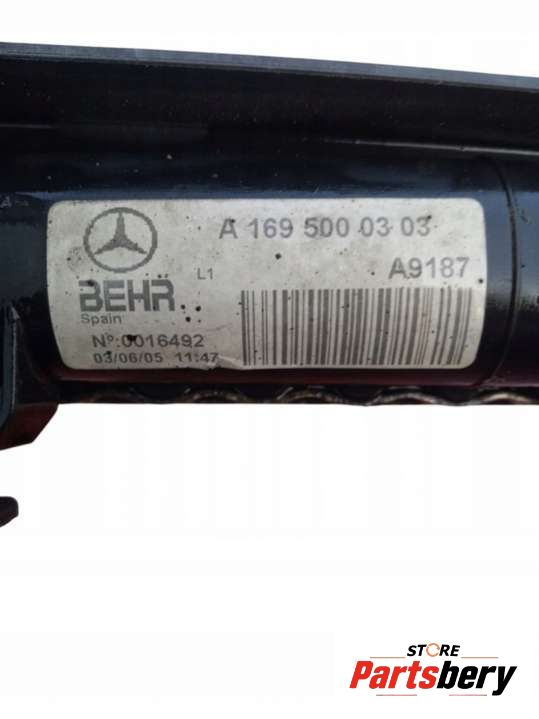 A 169 500 03 03
L1
A9187
BEHR
Spain
Nº:0016492
03/06/05 11:47
STORE
Partsbery